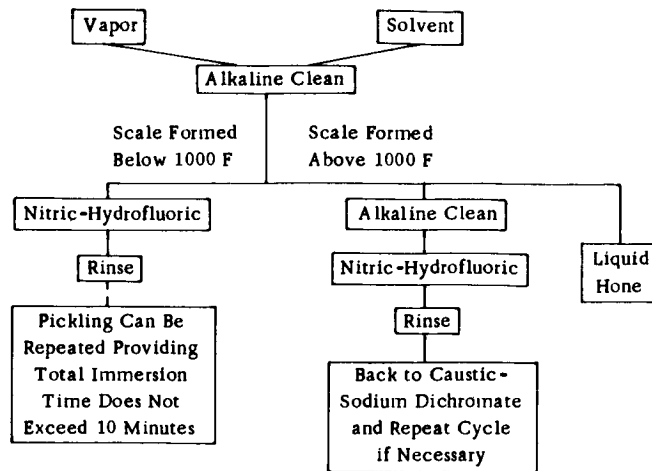 Vapor
Solvent
Alkaline Clean
Scale Formed
Below 1000 F
Scale Formed
Above 1000 F
Nitric-Hydrofluoric
Rinse
Pickling Can Be
Repeated Providing
Total Immersion
Time Does Not
Exceed 10 Minutes
Alkaline Clean
Nitric-Hydrofluoric
Rinse
Back to Caustic-
Sodium Dichromate
and Repeat Cycle
if Necessary
Liquid
Hone